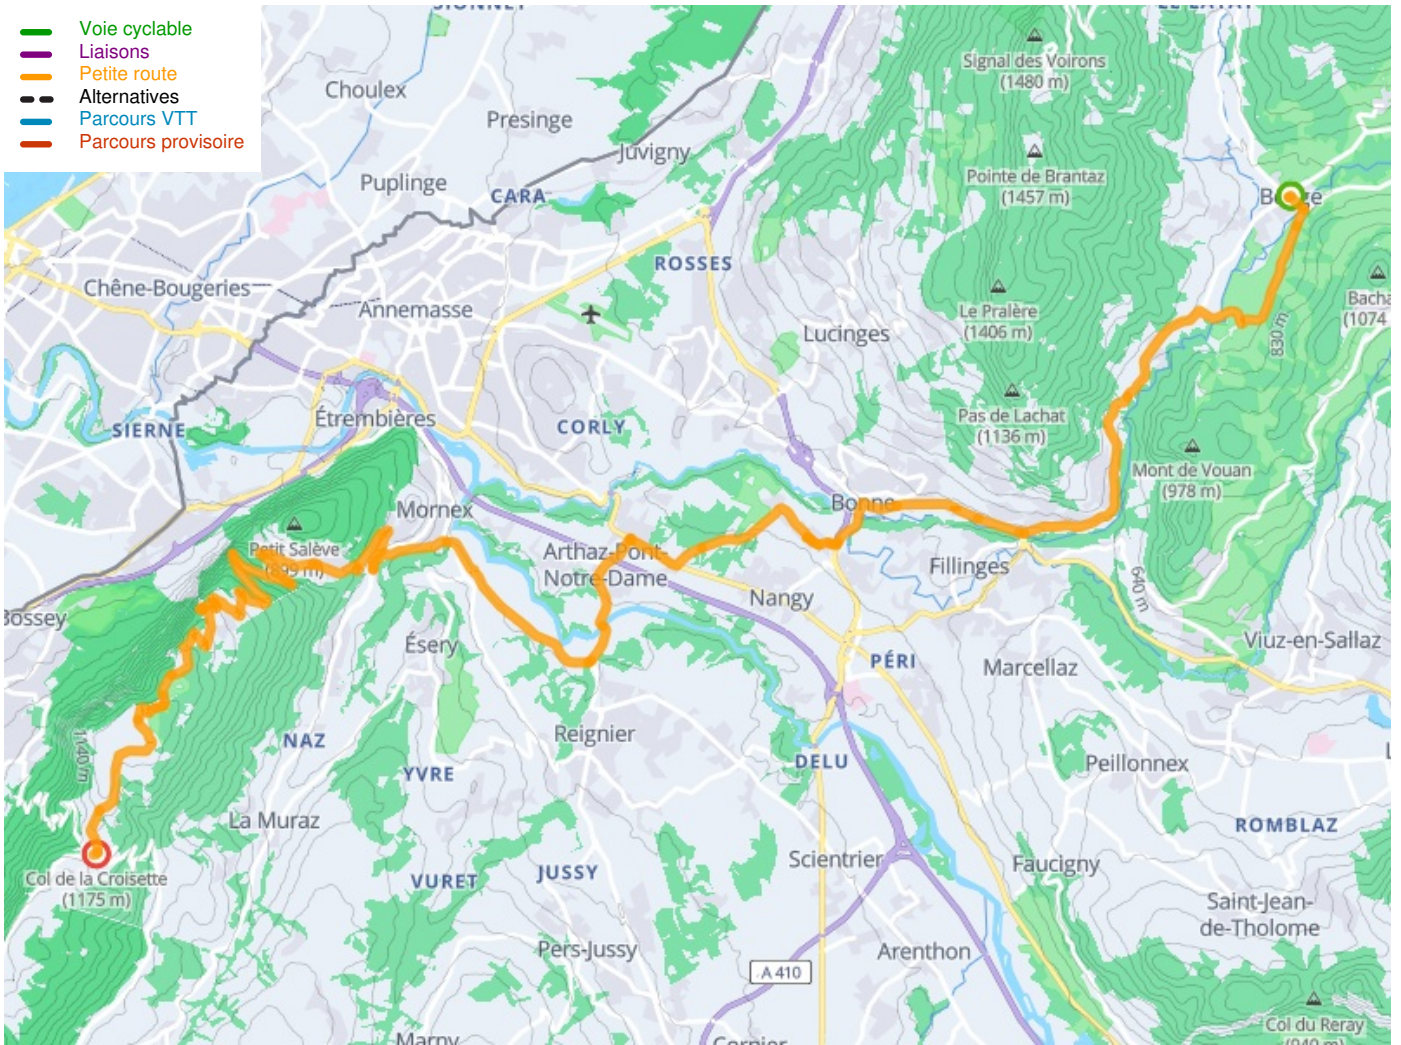 Voie cyclable
Liaisons
Petite route
Alternatives
Parcours VTT
Parcours provisoire
Choulex
Presinge
Juvigny
Puplinge
CARA
Signal des Voirons
(1480 m)
Pointe de Brantaz
(1457 m)
ROSSES
Chêne-Bougeries
Annemasse
Lucinges
Le Pralère
(1406 m)
830 m
Bacha
(1074
Étrembières
SIERNE
CORLY
Pas de Lachat
(1136 m)
Mont de Vouan
(978 m)
Mornex
Bonne
Petit Salève
(899 m)
Arthaz-Pont-
Notre-Dame
Fillinges
Nangy
640 m
Bossey
Ésery
Viuz-en-Sallaz
PÉRI
Marcellaz
Reignier
NAZ
1140 m
YVRE
DELU
Peillonnex
La Muraz
ROMBLAZ
Col de la Croisette
(1175 m)
VURET
JUSSY
Scientrier
Faucigny
Saint-Jean-
de-Tholome
Pers-Jussy
Arenthon
A 410
Col du Reray